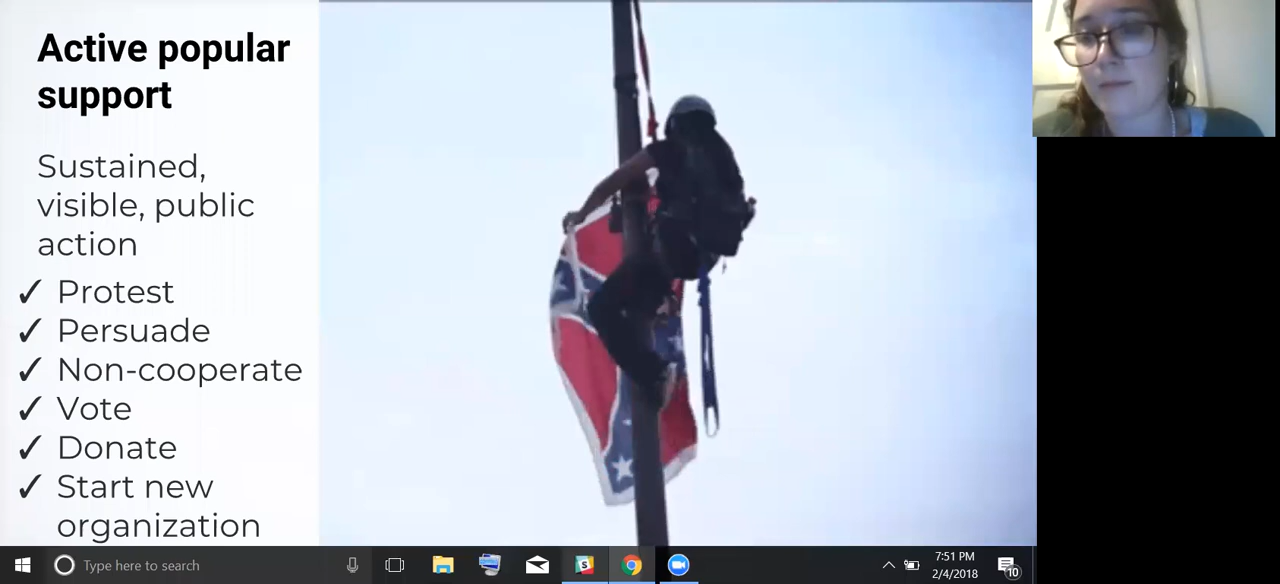 Active popular
support
Sustained,
visible, public
action
✓ Protest
✓ Persuade
✓ Non-cooperate
✓ Vote
✓ Donate
✓ Start new
organization
Type here to search
7:51 PM
2/4/2018
10